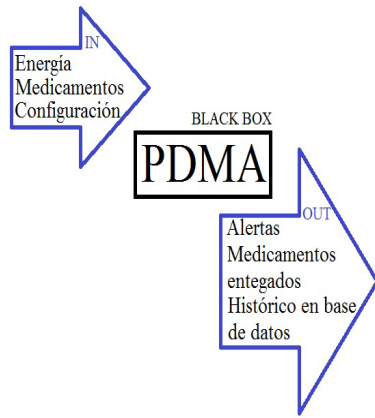 IN
Energía
Medicamentos
Configuración
BLACK BOX
PDMA
OUT
Alertas
Medicamentos
entegados
Histórico en base
de datos